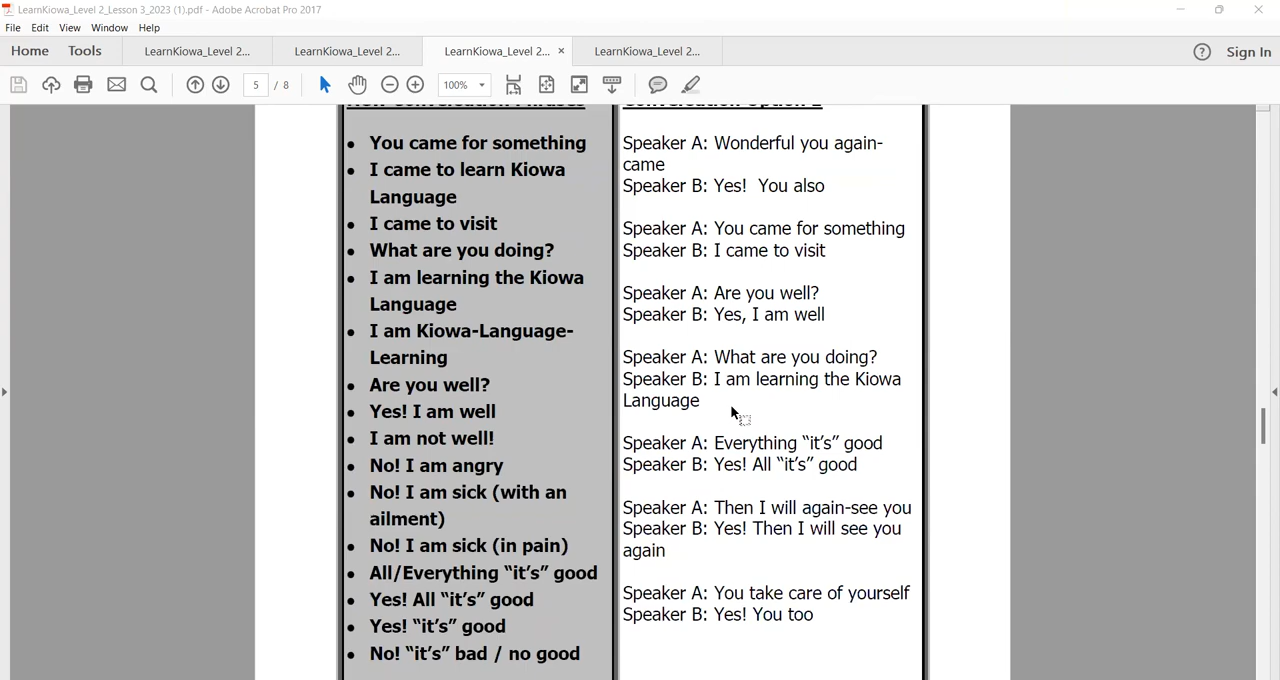 LearnKiowa_Level 2_Lesson 3_2023 (1).pdf - Adobe Acrobat Pro 2017
File Edit View Window Help
Home Tools LearnKiowa_Level 2... LearnKiowa_Level 2... LearnKiowa_Level 2... × LearnKiowa_Level 2... ? Sign In
5 / 8 100%
• You came for something
• I came to learn Kiowa
Language
• I came to visit
• What are you doing?
• I am learning the Kiowa
Language
• I am Kiowa-Language-
Learning
• Are you well?
• Yes! I am well
• I am not well!
• No! I am angry
• No! I am sick (with an
ailment)
• No! I am sick (in pain)
• All/Everything “it’s” good
• Yes! All “it’s” good
• Yes! “it’s” good
• No! “it’s” bad / no good
Speaker A: Wonderful you again-
came
Speaker B: Yes!  You also
Speaker A: You came for something
Speaker B: I came to visit
Speaker A: Are you well?
Speaker B: Yes, I am well
Speaker A: What are you doing?
Speaker B: I am learning the Kiowa
Language
Speaker A: Everything “it’s” good
Speaker B: Yes! All “it’s” good
Speaker A: Then I will again-see you
Speaker B: Yes! Then I will see you
again
Speaker A: You take care of yourself
Speaker B: Yes! You too